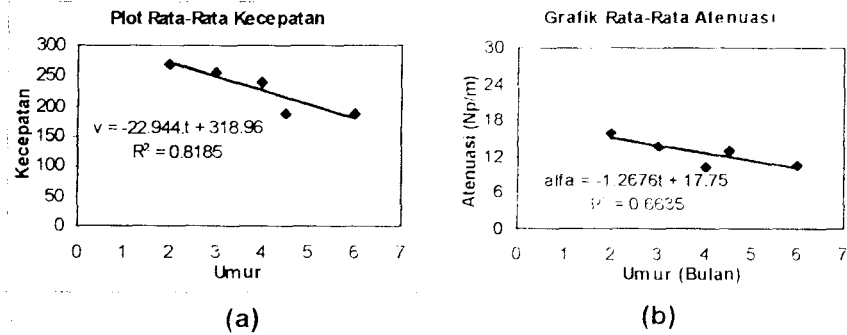 Plot Rata-Rata Kecepatan
300
250
200
150
100
50
0
Kecepatan
v = -22.944.t + 318.96
R² = 0.8185
0 1 2 3 4 5 6 7
Umur
(a)
Grafik Rata-Rata Atenuasi
30
24
18
12
6
0
Atenuasi (Np/m)
alfa = -1.2676t + 17.75
R² = 0.6635
0 1 2 3 4 5 6 7
Umur (Bulan)
(b)